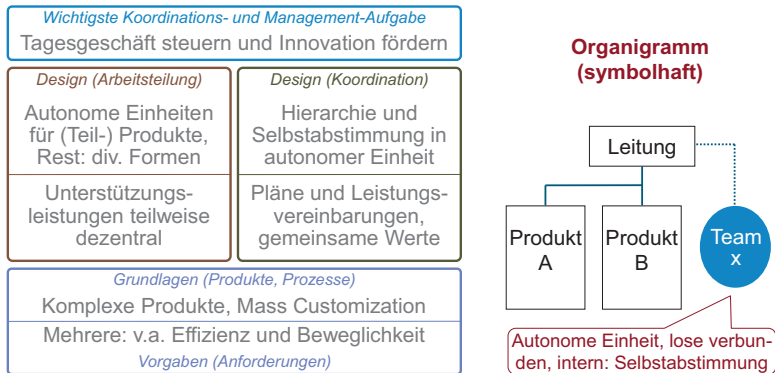 Wichtigste Koordinations- und Management-Aufgabe
Tagesgeschäft steuern und Innovation fördern
Design (Arbeitsteilung)
Autonome Einheiten
für (Teil-) Produkte,
Rest: div. Formen
Unterstützungs-
leistungen teilweise
dezentral
Design (Koordination)
Hierarchie und
Selbstabstimmung in
autonomer Einheit
Pläne und Leistungs-
vereinbarungen,
gemeinsame Werte
Grundlagen (Produkte, Prozesse)
Komplexe Produkte, Mass Customization
Mehrere: v.a. Effizienz und Beweglichkeit
Vorgaben (Anforderungen)
Organigramm
(symbolhaft)
Leitung
Produkt
A
Produkt
B
Team
x
Autonome Einheit, lose verbun-
den, intern: Selbstabstimmung